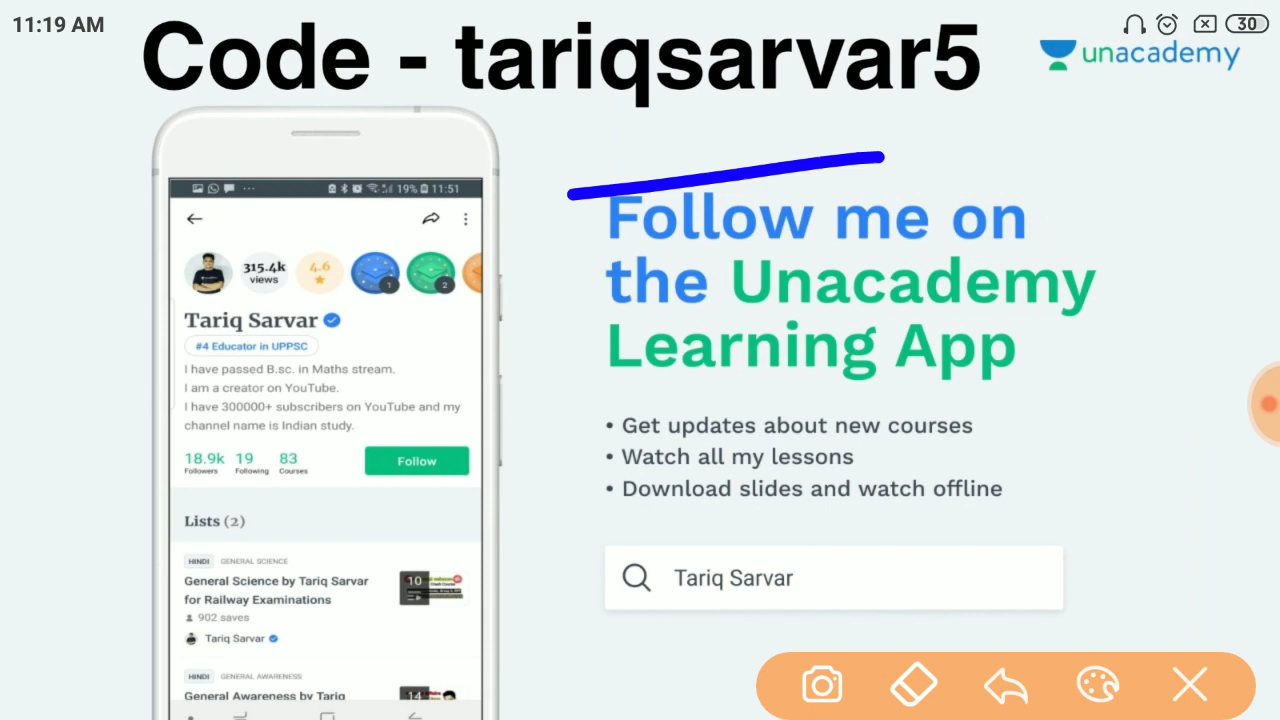 11:19 AM
30
Code - tariqsarvar5
unacademy
19% 11:51
315.4k
views
4.6
1
2
Tariq Sarvar
#4 Educator in UPPSC
I have passed B.sc. in Maths stream.
I am a creator on YouTube.
I have 300000+ subscribers on YouTube and my
channel name is Indian study.
18.9k 19 83
Followers Following Courses
Follow
Lists (2)
HINDI GENERAL SCIENCE
General Science by Tariq Sarvar
for Railway Examinations
10
902 saves
Tariq Sarvar
HINDI GENERAL AWARENESS
General Awareness by Tariq
14
Follow me on
the Unacademy
Learning App
• Get updates about new courses
• Watch all my lessons
• Download slides and watch offline
Tariq Sarvar